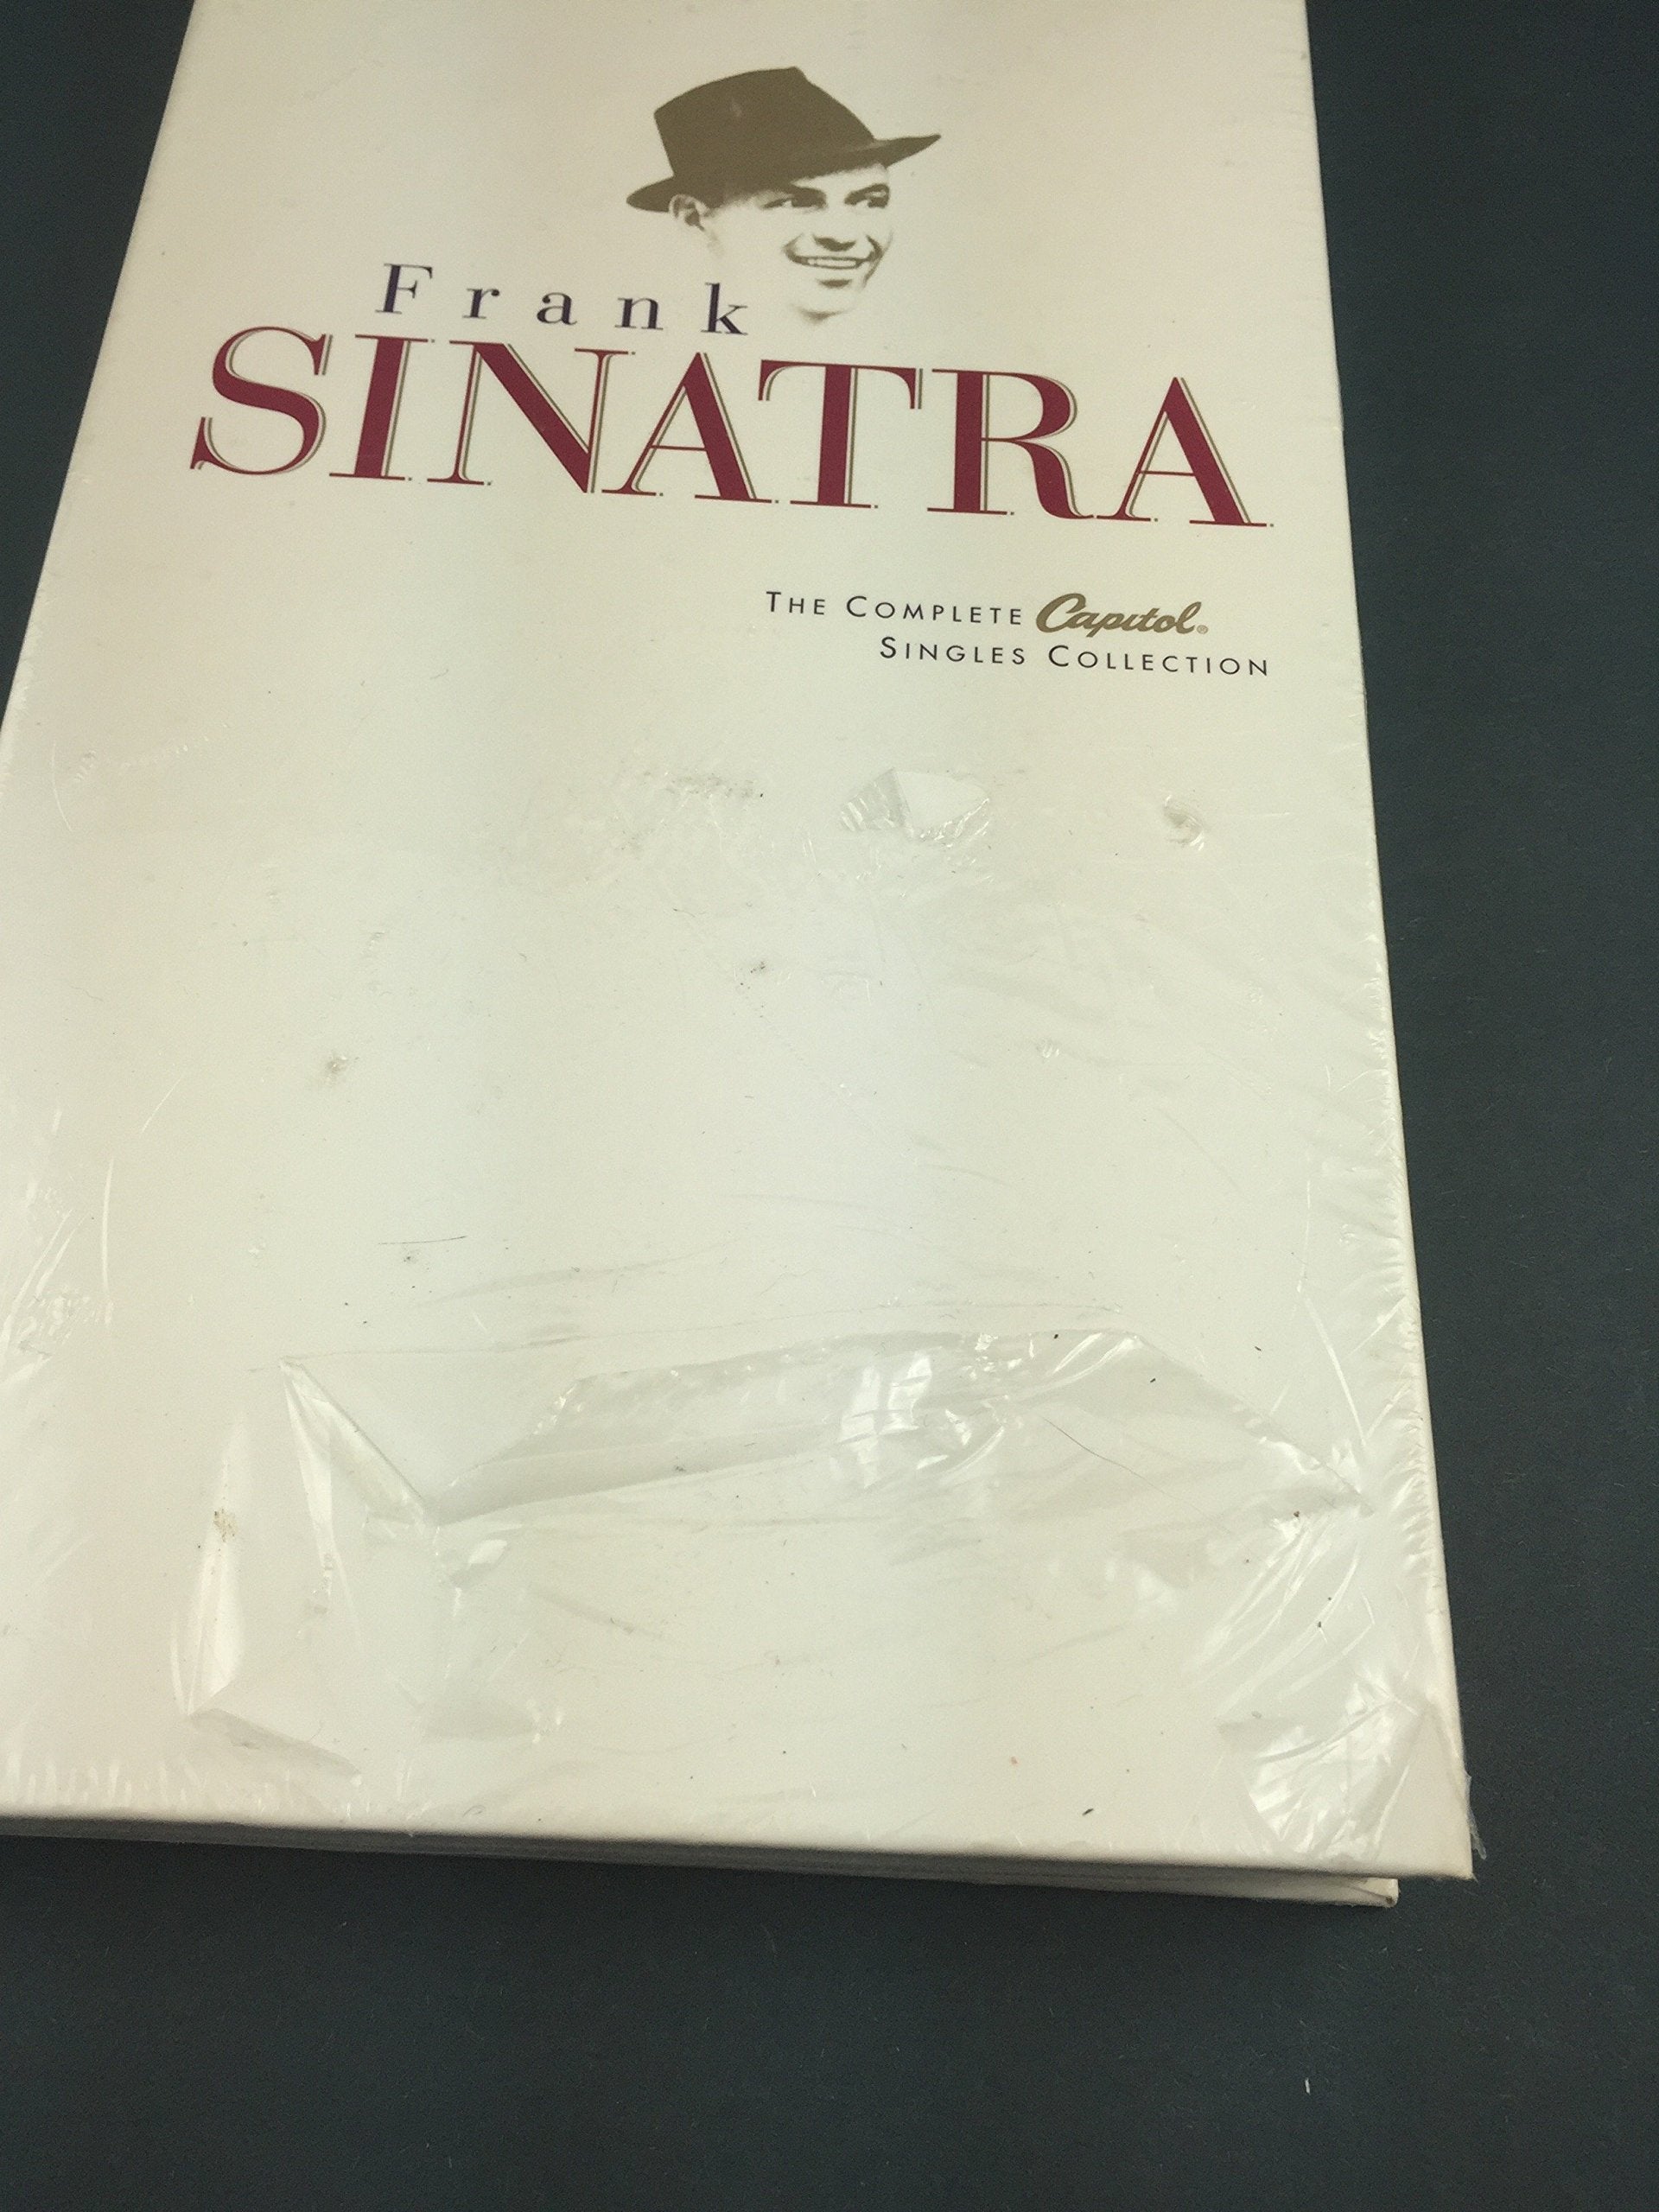 Frank
SINATRA
THE COMPLETE Capitol®
SINGLES COLLECTION